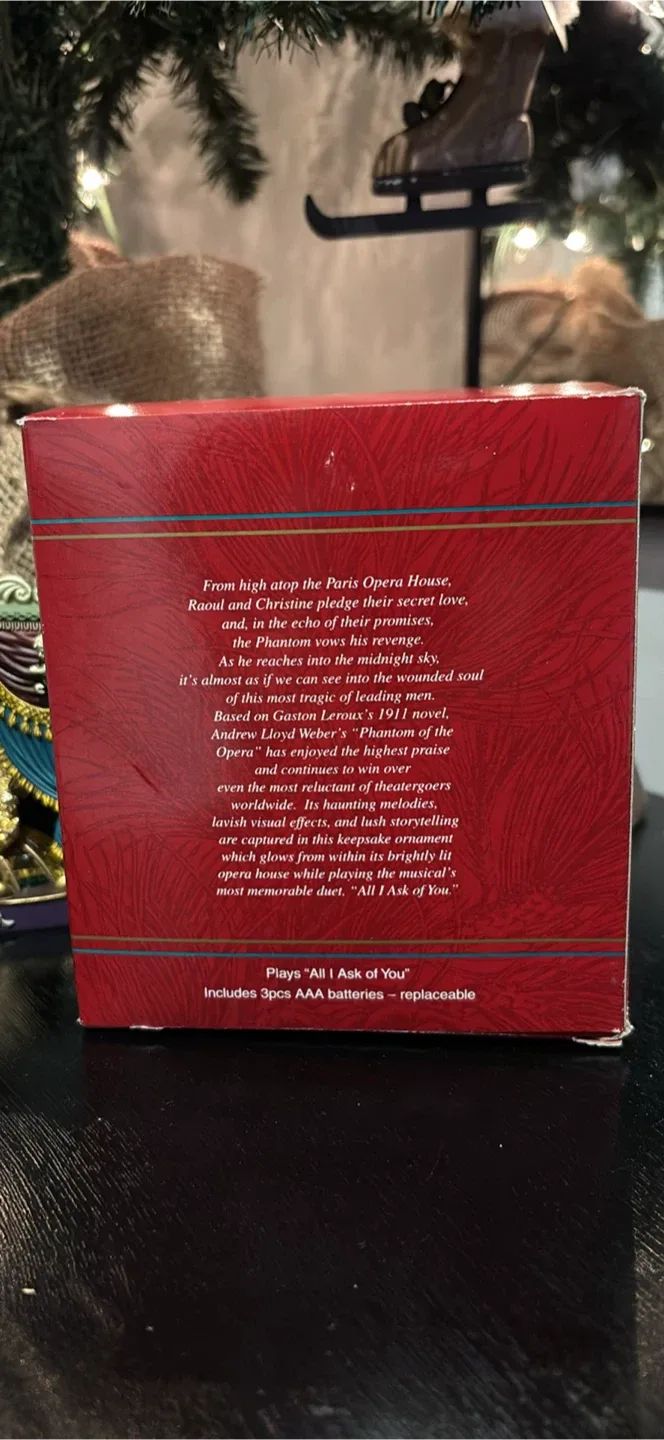 From high atop the Paris Opera House,
Raoul and Christine pledge their secret love,
and, in the echo of their promises,
the Phantom vows his revenge.
As he reaches into the midnight sky,
it's almost as if we can see into the wounded soul
of this most tragic of leading men.
Based on Gaston Leroux's 1911 novel,
Andrew Lloyd Weber's "Phantom of the
Opera" has enjoyed the highest praise
and continues to win over
even the most reluctant of theatergoers
worldwide. Its haunting melodies,
lavish visual effects, and lush storytelling
are captured in this keepsake ornament
which glows from within its brightly lit
opera house while playing the musical's
most memorable duet, "All I Ask of You."
Plays "All I Ask of You"
Includes 3pcs AAA batteries – replaceable